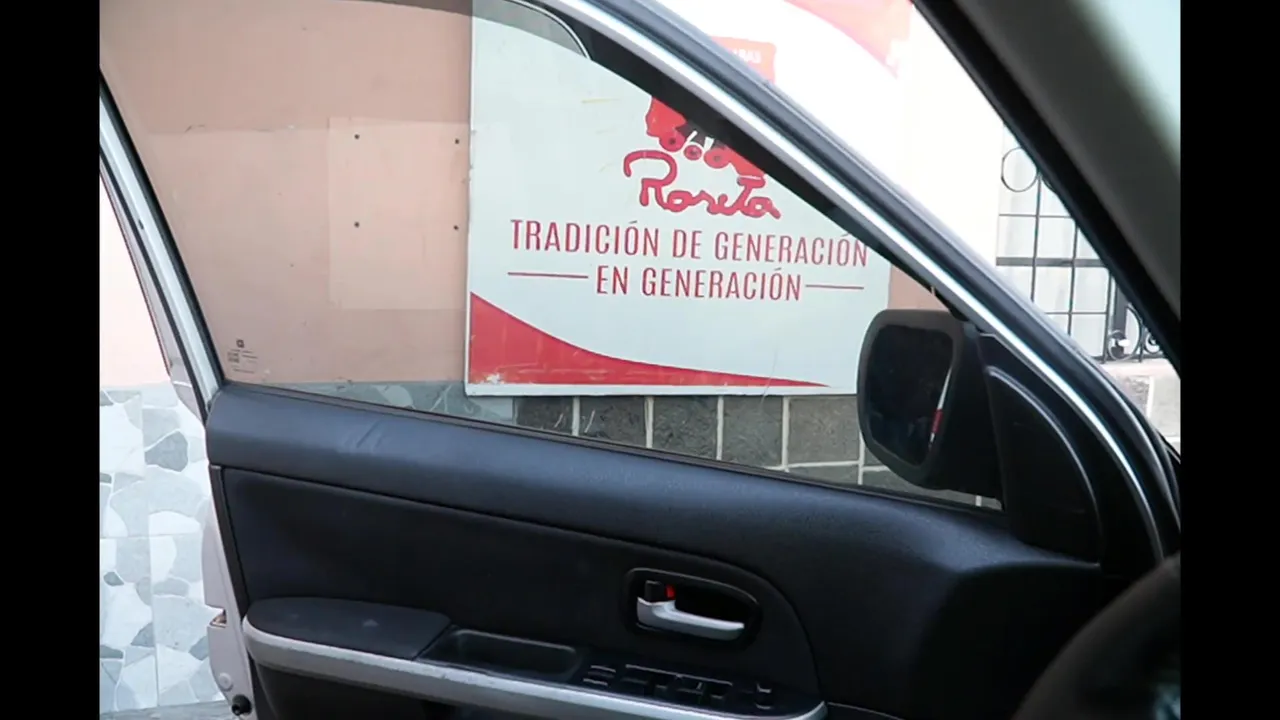 Rosita
TRADICIÓN DE GENERACIÓN
EN GENERACIÓN